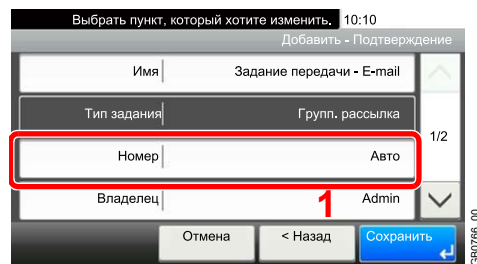 Выбрать пункт, который хотите изменить. 10:10
Добавить - Подтверждение
Имя Задание передачи - E-mail
Тип задания Групп. рассылка
1/2
Номер Авто
Владелец Admin
1
Отмена < Назад Сохранить
GB0766_00